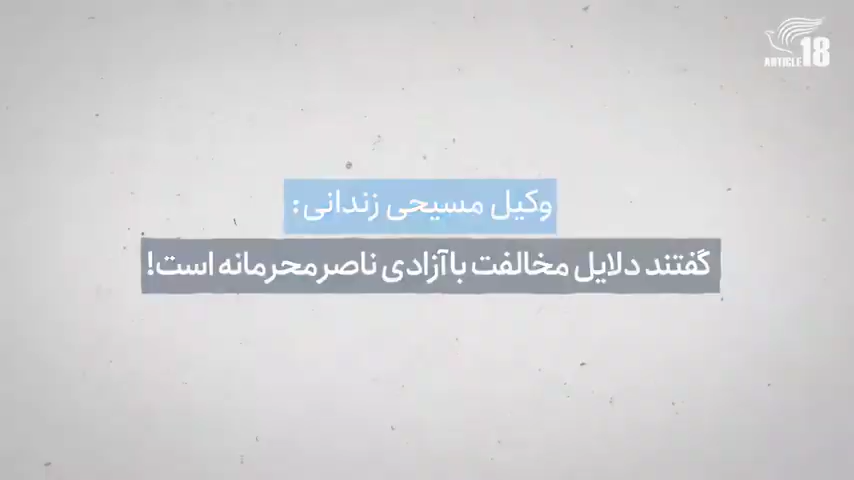 ARTICLE 18
وکیل مسیحی زندانی:
گفتند دلایل مخالفت با آزادی ناصر محرمانه است!